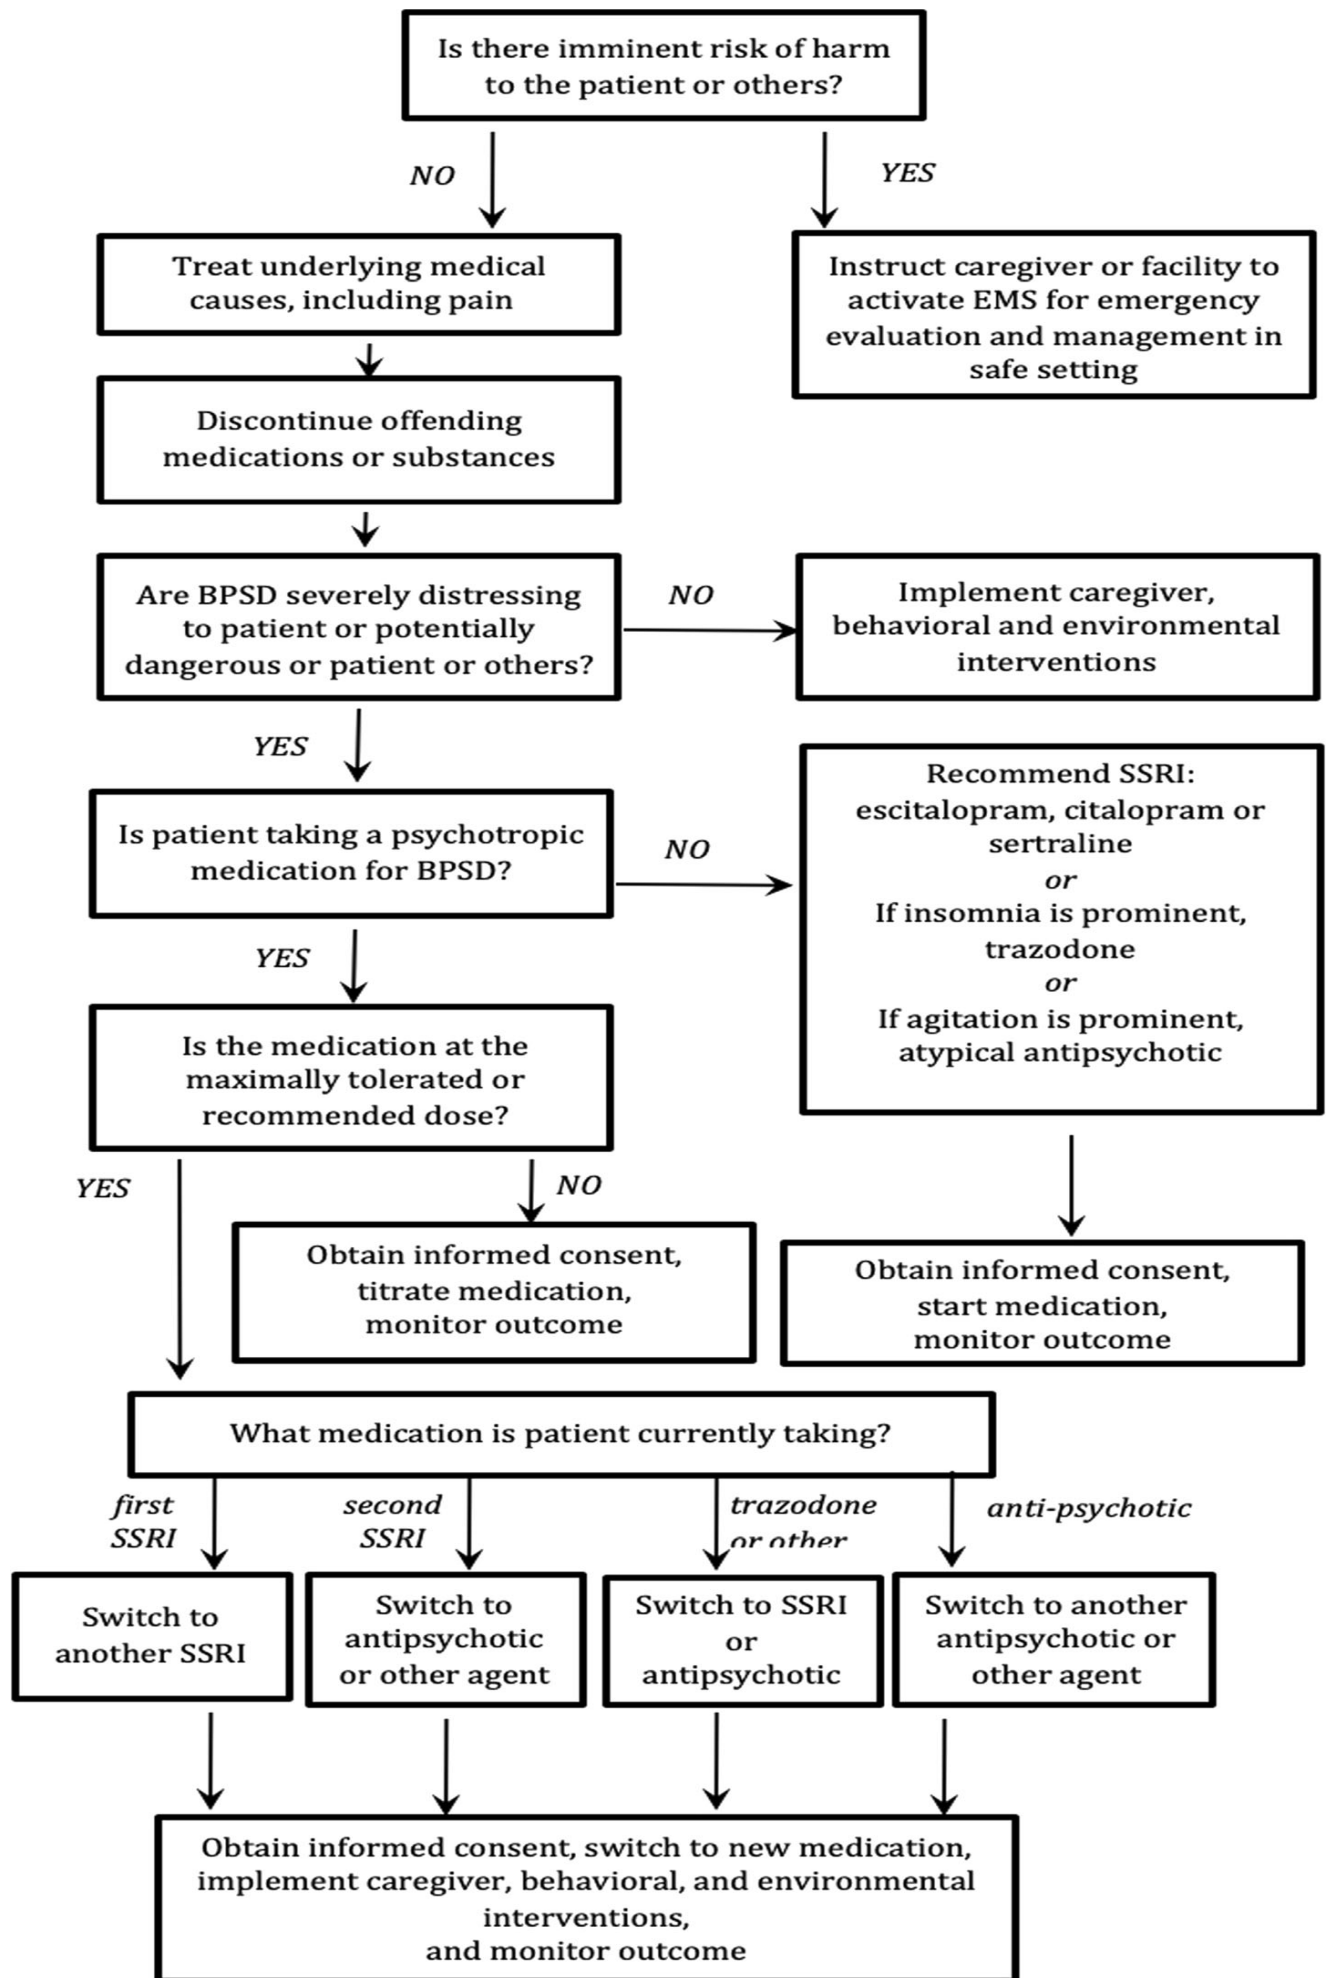 Is there imminent risk of harm
to the patient or others?
NO
YES
Treat underlying medical
causes, including pain
Instruct caregiver or facility to
activate EMS for emergency
evaluation and management in
safe setting
Discontinue offending
medications or substances
Are BPSD severely distressing
to patient or potentially
dangerous or patient or others?
NO
Implement caregiver,
behavioral and environmental
interventions
YES
Is patient taking a psychotropic
medication for BPSD?
NO
Recommend SSRI:
escitalopram, citalopram or
sertraline
or
If insomnia is prominent,
trazodone
or
If agitation is prominent,
atypical antipsychotic
YES
Is the medication at the
maximally tolerated or
recommended dose?
YES
NO
Obtain informed consent,
titrate medication,
monitor outcome
Obtain informed consent,
start medication,
monitor outcome
What medication is patient currently taking?
first
SSRI
second
SSRI
trazodone
or other
anti-psychotic
Switch to
another SSRI
Switch to
antipsychotic
or other agent
Switch to SSRI
or
antipsychotic
Switch to another
antipsychotic or
other agent
Obtain informed consent, switch to new medication,
implement caregiver, behavioral, and environmental
interventions,
and monitor outcome